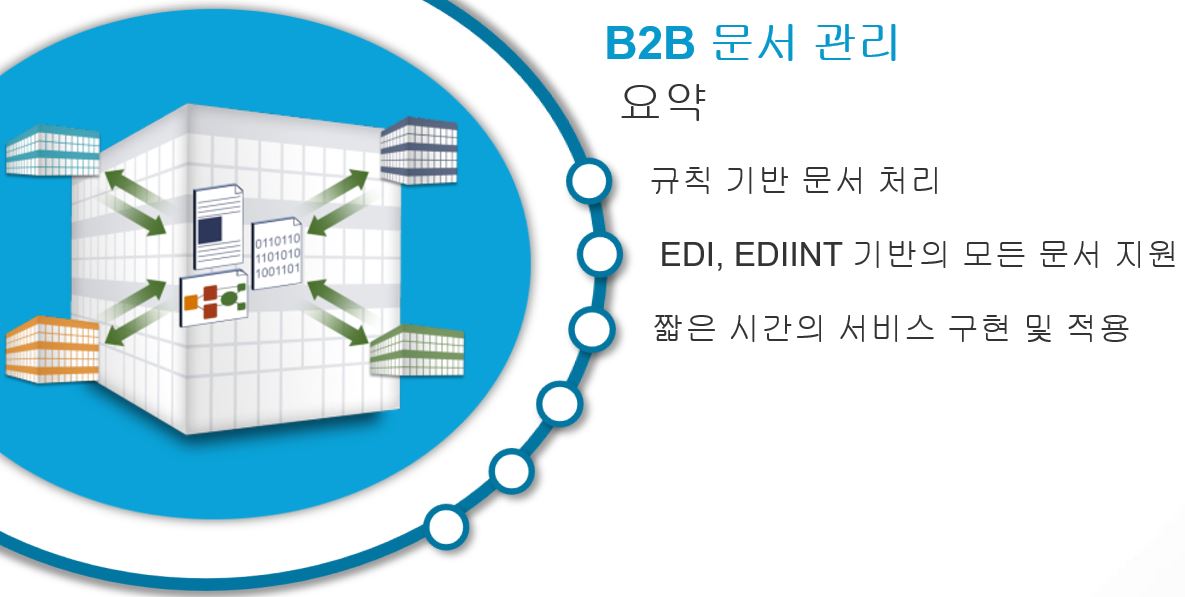 B2B 문서 관리
요약
규칙 기반 문서 처리
EDI, EDIINT 기반의 모든 문서 지원
짧은 시간의 서비스 구현 및 적용
0110110
1101010
1001101